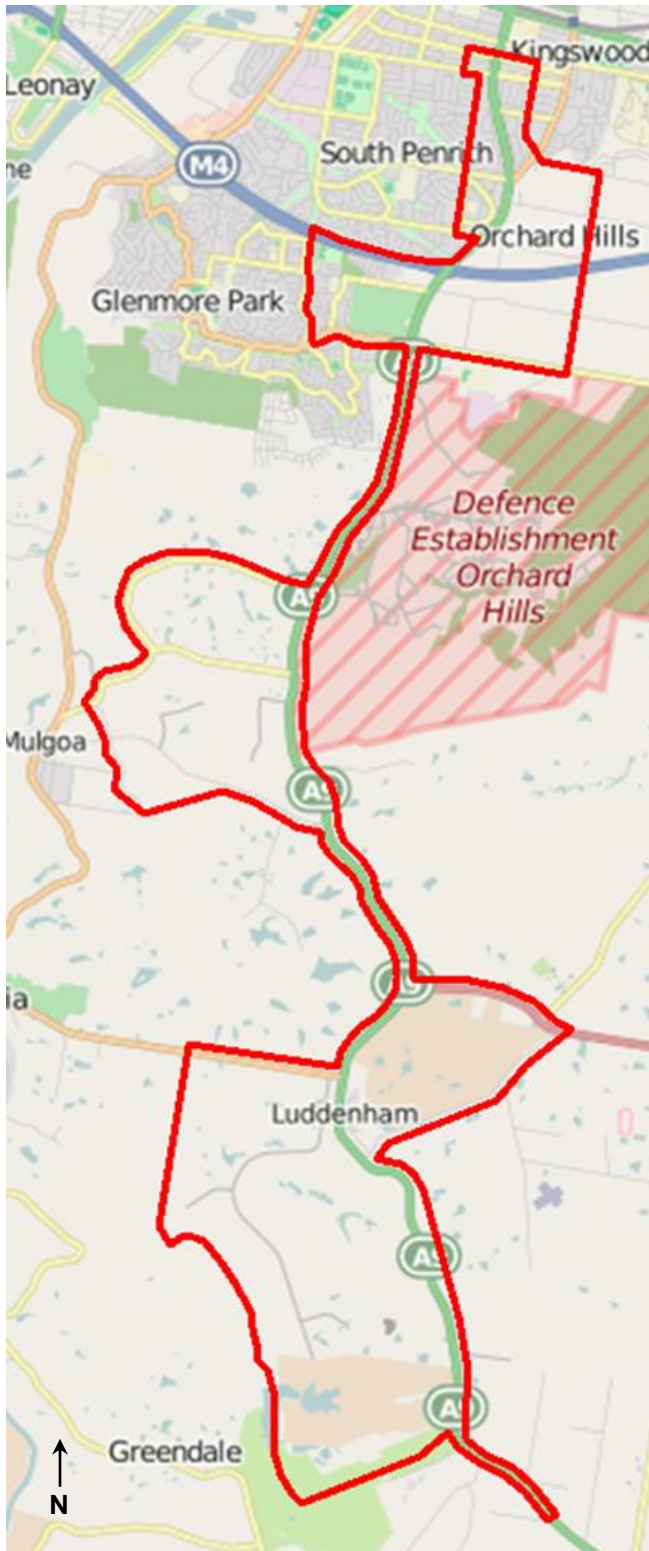 Kingswood
Leonay
South Penrith
M4
Orchard Hills
Glenmore Park
Defence
Establishment
Orchard
Hills
A9
Mulgoa
A9
Luddenham
A9
A9
Greendale
N